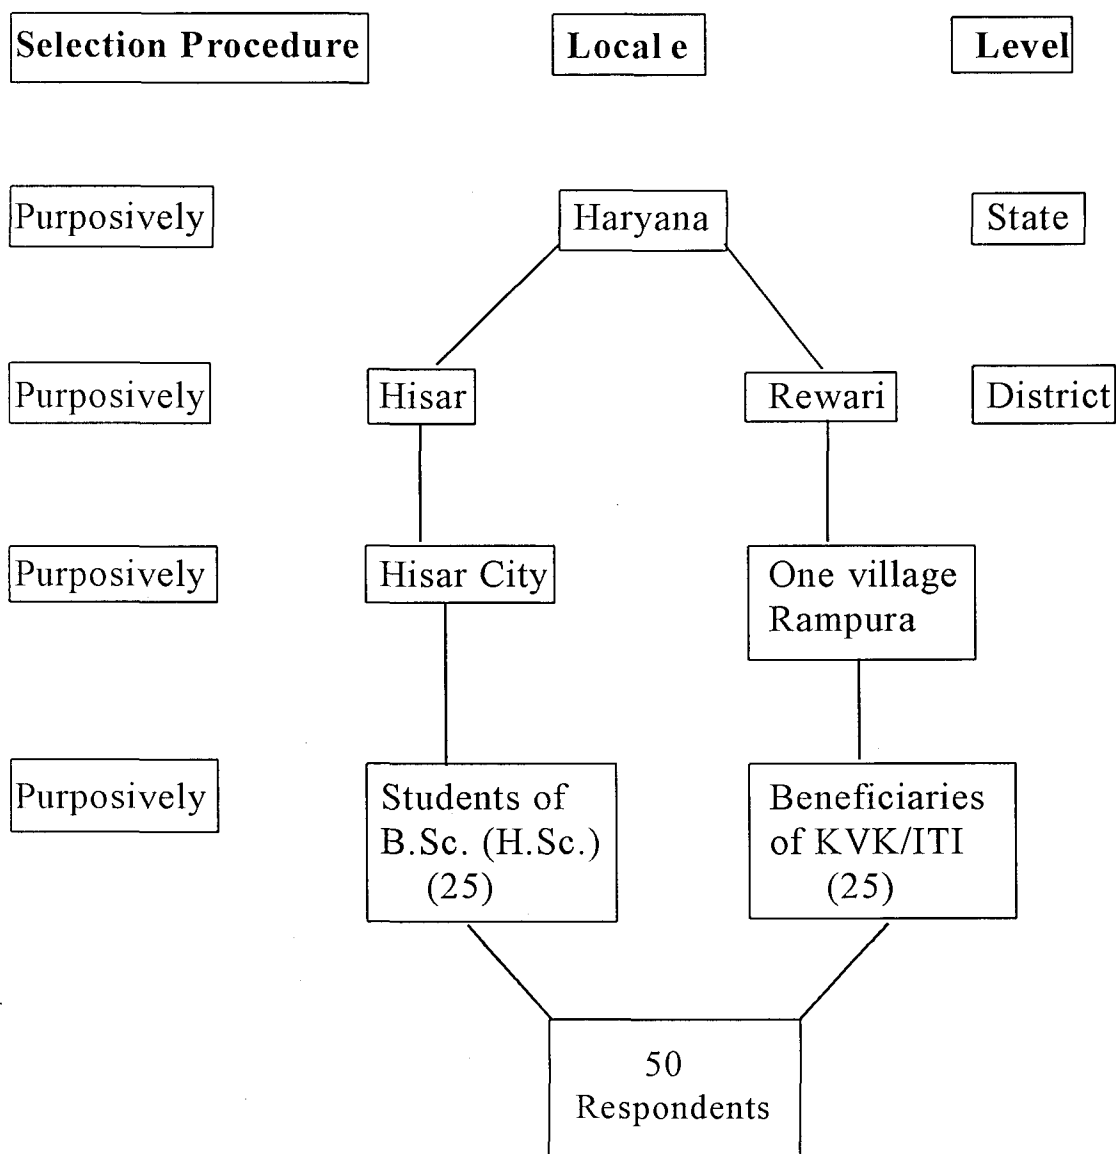 Selection Procedure
Locale
Level
Purposively
Haryana
State
Purposively
Hisar
Rewari
District
Purposively
Hisar City
One village
Rampura
Purposively
Students of
B.Sc. (H.Sc.)
(25)
Beneficiaries
of KVK/ITI
(25)
50
Respondents